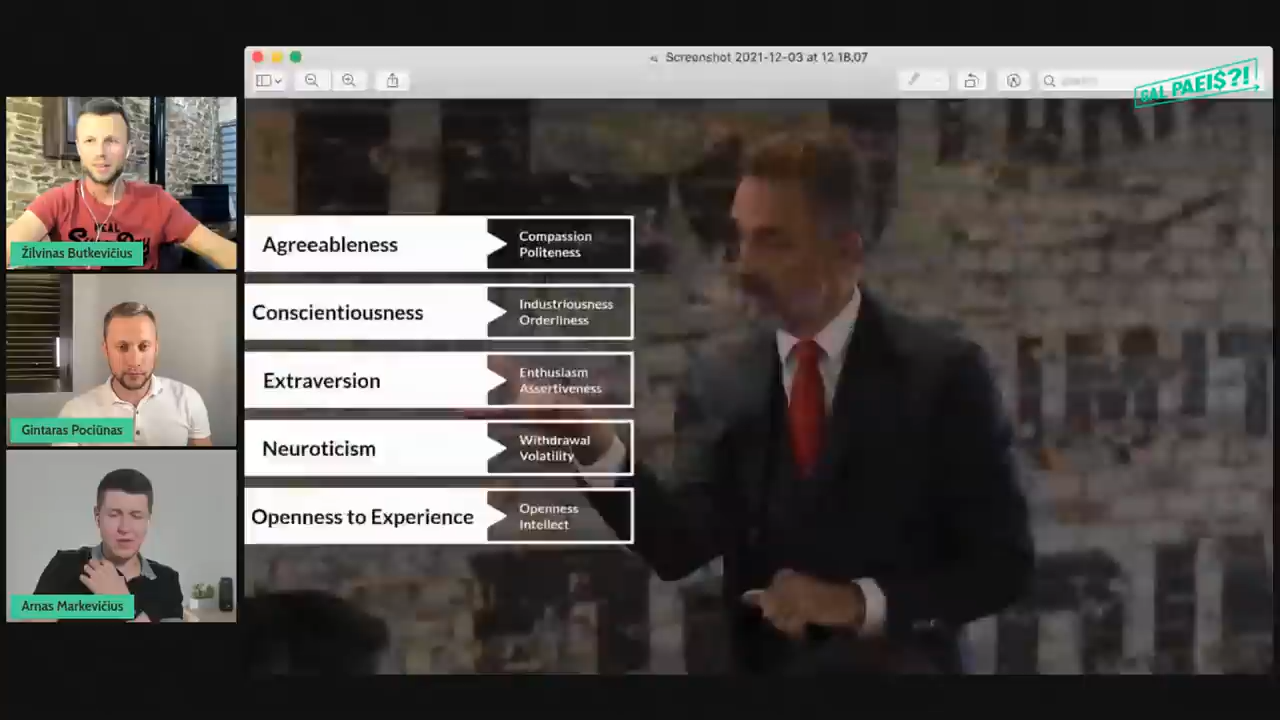 Screenshot 2021-12-03 at 12.18.07
GAL PAEIS?!
Žilvinas Butkevičius
Gintaras Pociūnas
Arnas Markevičius
Agreeableness
Compassion
Politeness
Conscientiousness
Industriousness
Orderliness
Extraversion
Enthusiasm
Assertiveness
Neuroticism
Withdrawal
Volatility
Openness to Experience
Openness
Intellect